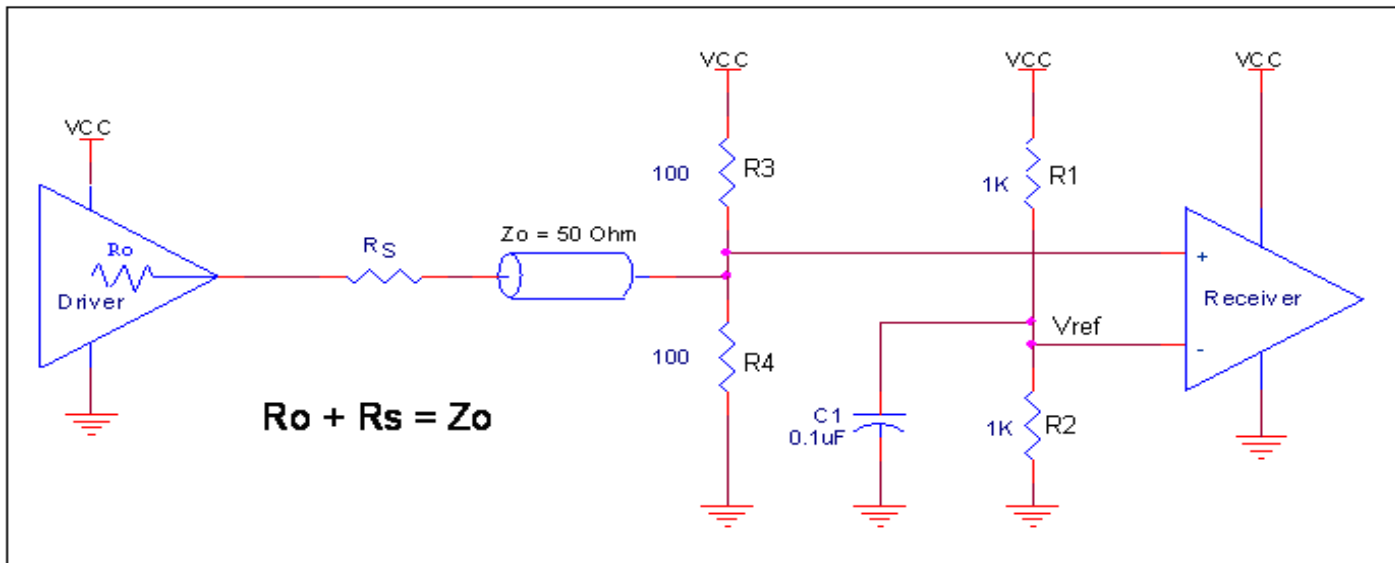 VCC
VCC
VCC
VCC
R3
100
R1
1K
Zo = 50 Ohm
RS
Ro
Driver
+
Receiver
Vref
-
100
R4
Ro + Rs = Zo
C1
0.1uF
1K
R2